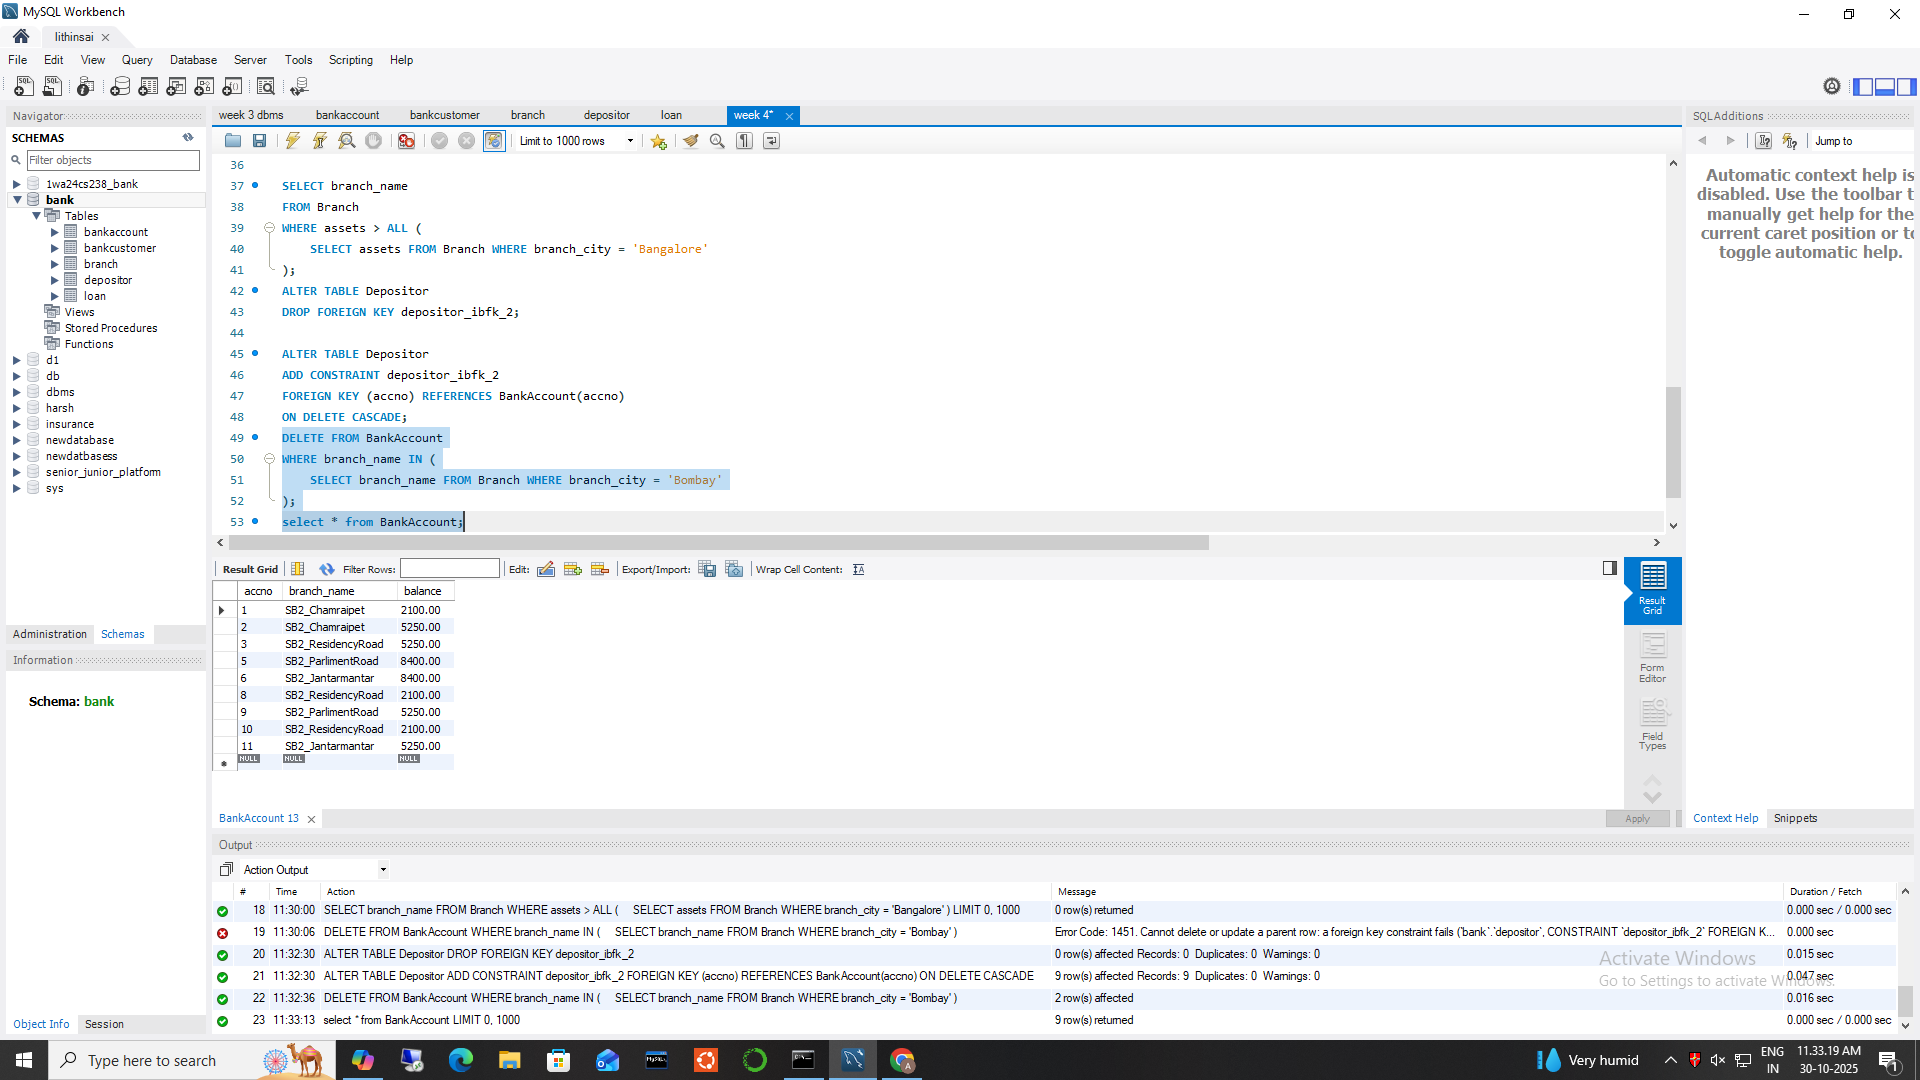 MySQL Workbench
lithinsai
File Edit View Query Database Server Tools Scripting Help
Navigator
SCHEMAS
Filter objects
1wa24cs238_bank
bank
Tables
bankaccount
bankcustomer
branch
depositor
loan
Views
Stored Procedures
Functions
d1
db
dbms
harsh
insurance
newdatabase
newdatbasess
senior_junior_platform
sys
Administration Schemas
Information
Schema: bank
Object Info Session
week 3 dbms bankaccount bankcustomer branch depositor loan week 4*
Limit to 1000 rows
36
37 SELECT branch_name
38 FROM Branch
39 WHERE assets > ALL (
40 SELECT assets FROM Branch WHERE branch_city = 'Bangalore'
41 );
42 ALTER TABLE Depositor
43 DROP FOREIGN KEY depositor_ibfk_2;
44
45 ALTER TABLE Depositor
46 ADD CONSTRAINT depositor_ibfk_2
47 FOREIGN KEY (accno) REFERENCES BankAccount(accno)
48 ON DELETE CASCADE;
49 DELETE FROM BankAccount
50 WHERE branch_name IN (
51 SELECT branch_name FROM Branch WHERE branch_city = 'Bombay'
52 );
53 select * from BankAccount;
Result Grid Filter Rows: Edit: Export/Import: Wrap Cell Content:
accno branch_name balance
1 SB2_Chamraipet 2100.00
2 SB2_Chamraipet 5250.00
3 SB2_ResidencyRoad 5250.00
5 SB2_ParlimentRoad 8400.00
6 SB2_Jantarmantar 8400.00
8 SB2_ResidencyRoad 2100.00
9 SB2_ParlimentRoad 5250.00
10 SB2_ResidencyRoad 2100.00
11 SB2_Jantarmantar 5250.00
NULL NULL NULL
Result Grid
Form Editor
Field Types
BankAccount 13
Apply
SQLAdditions
Jump to
Automatic context help is
disabled. Use the toolbar t
manually get help for the
current caret position or to
toggle automatic help.
Context Help Snippets
Output
Action Output
# Time Action Message Duration / Fetch
18 11:30:00 SELECT branch_name FROM Branch WHERE assets > ALL ( SELECT assets FROM Branch WHERE branch_city = 'Bangalore' ) LIMIT 0, 1000 0 row(s) returned 0.000 sec / 0.000 sec
19 11:30:06 DELETE FROM BankAccount WHERE branch_name IN ( SELECT branch_name FROM Branch WHERE branch_city = 'Bombay' ) Error Code: 1451. Cannot delete or update a parent row: a foreign key constraint fails (`bank`.`depositor`, CONSTRAINT `depositor_ibfk_2` FOREIGN K... 0.000 sec
20 11:32:30 ALTER TABLE Depositor DROP FOREIGN KEY depositor_ibfk_2 0 row(s) affected Records: 0 Duplicates: 0 Warnings: 0 0.015 sec
21 11:32:30 ALTER TABLE Depositor ADD CONSTRAINT depositor_ibfk_2 FOREIGN KEY (accno) REFERENCES BankAccount(accno) ON DELETE CASCADE 9 row(s) affected Records: 9 Duplicates: 0 Warnings: 0 0.047 sec
22 11:32:36 DELETE FROM BankAccount WHERE branch_name IN ( SELECT branch_name FROM Branch WHERE branch_city = 'Bombay' ) 2 row(s) affected 0.016 sec
23 11:33:13 select * from BankAccount LIMIT 0, 1000 9 row(s) returned 0.000 sec / 0.000 sec
Activate Windows
Go to Settings to activate Windows.
Type here to search
Very humid
ENG
IN
11.33.19 AM
30-10-2025
1